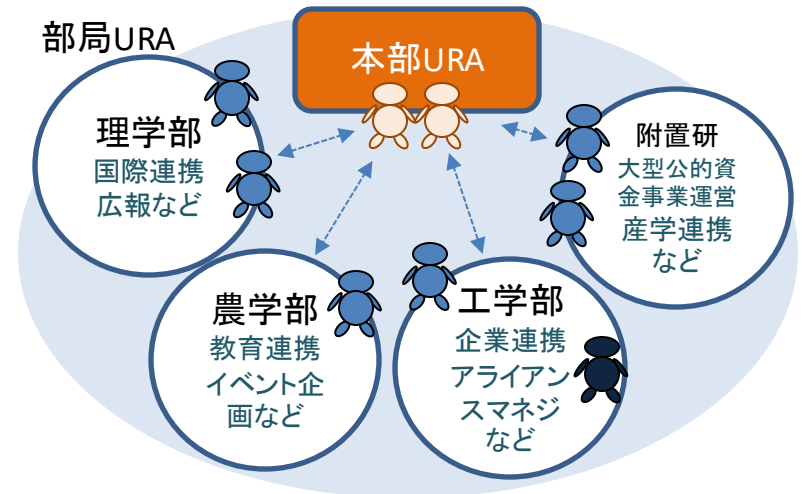 部局URA
本部URA
理学部
国際連携
広報など
附置研
大型公的資
金事業運営
産学連携
など
農学部
教育連携
イベント企
画など
工学部
企業連携
アライアン
スマネジ
など